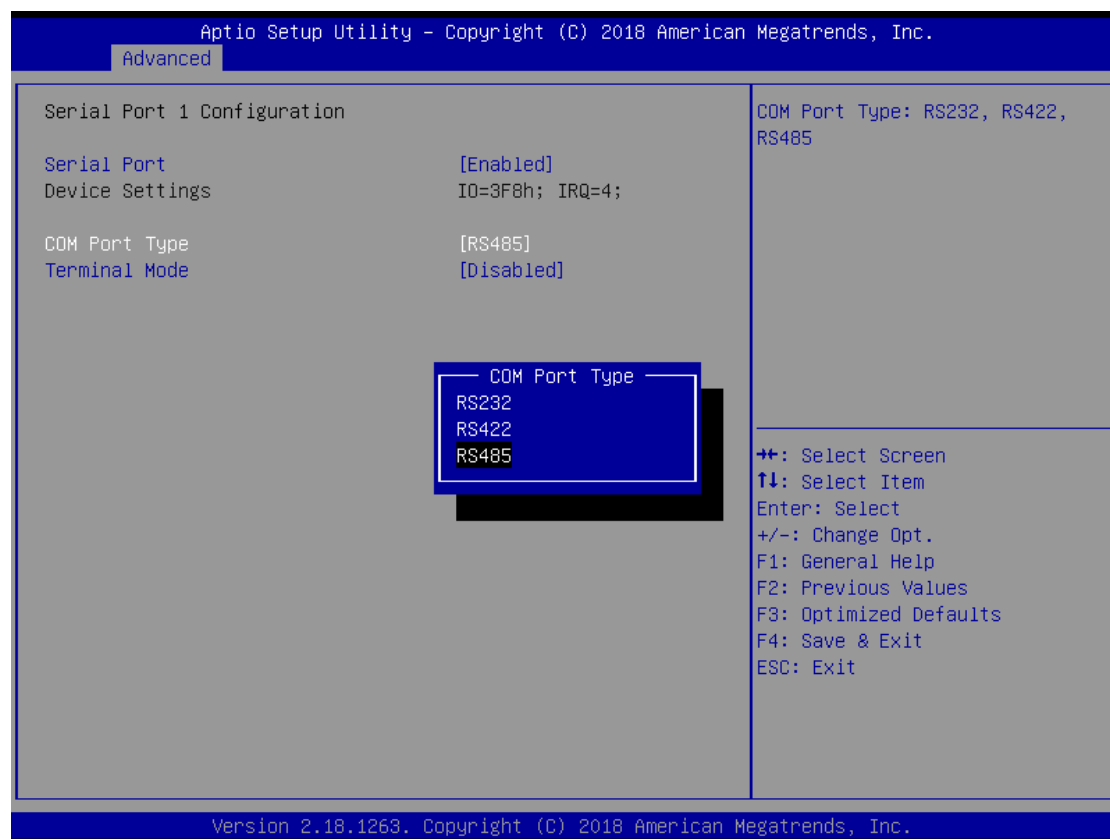 Aptio Setup Utility – Copyright (C) 2018 American Megatrends, Inc.
Advanced
Serial Port 1 Configuration
Serial Port [Enabled]
Device Settings IO=3F8h; IRQ=4;
COM Port Type [RS485]
Terminal Mode [Disabled]
COM Port Type
RS232
RS422
RS485
COM Port Type: RS232, RS422,
RS485
→←: Select Screen
↑↓: Select Item
Enter: Select
+/-: Change Opt.
F1: General Help
F2: Previous Values
F3: Optimized Defaults
F4: Save & Exit
ESC: Exit
Version 2.18.1263. Copyright (C) 2018 American Megatrends, Inc.